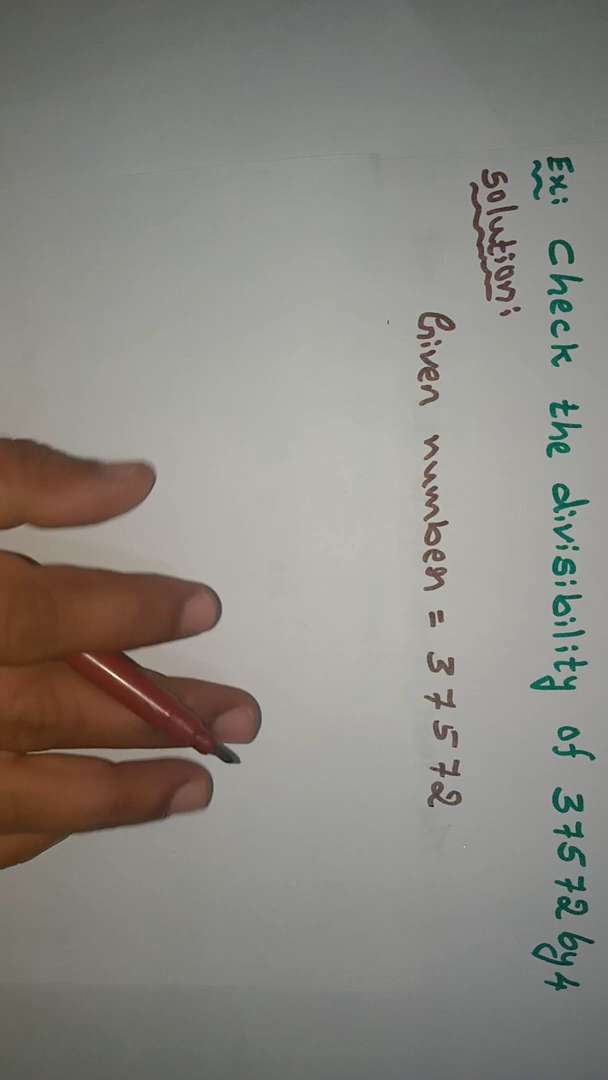 Ex: Check the divisibility of 37572 by 4
Solution:
Given number = 37572